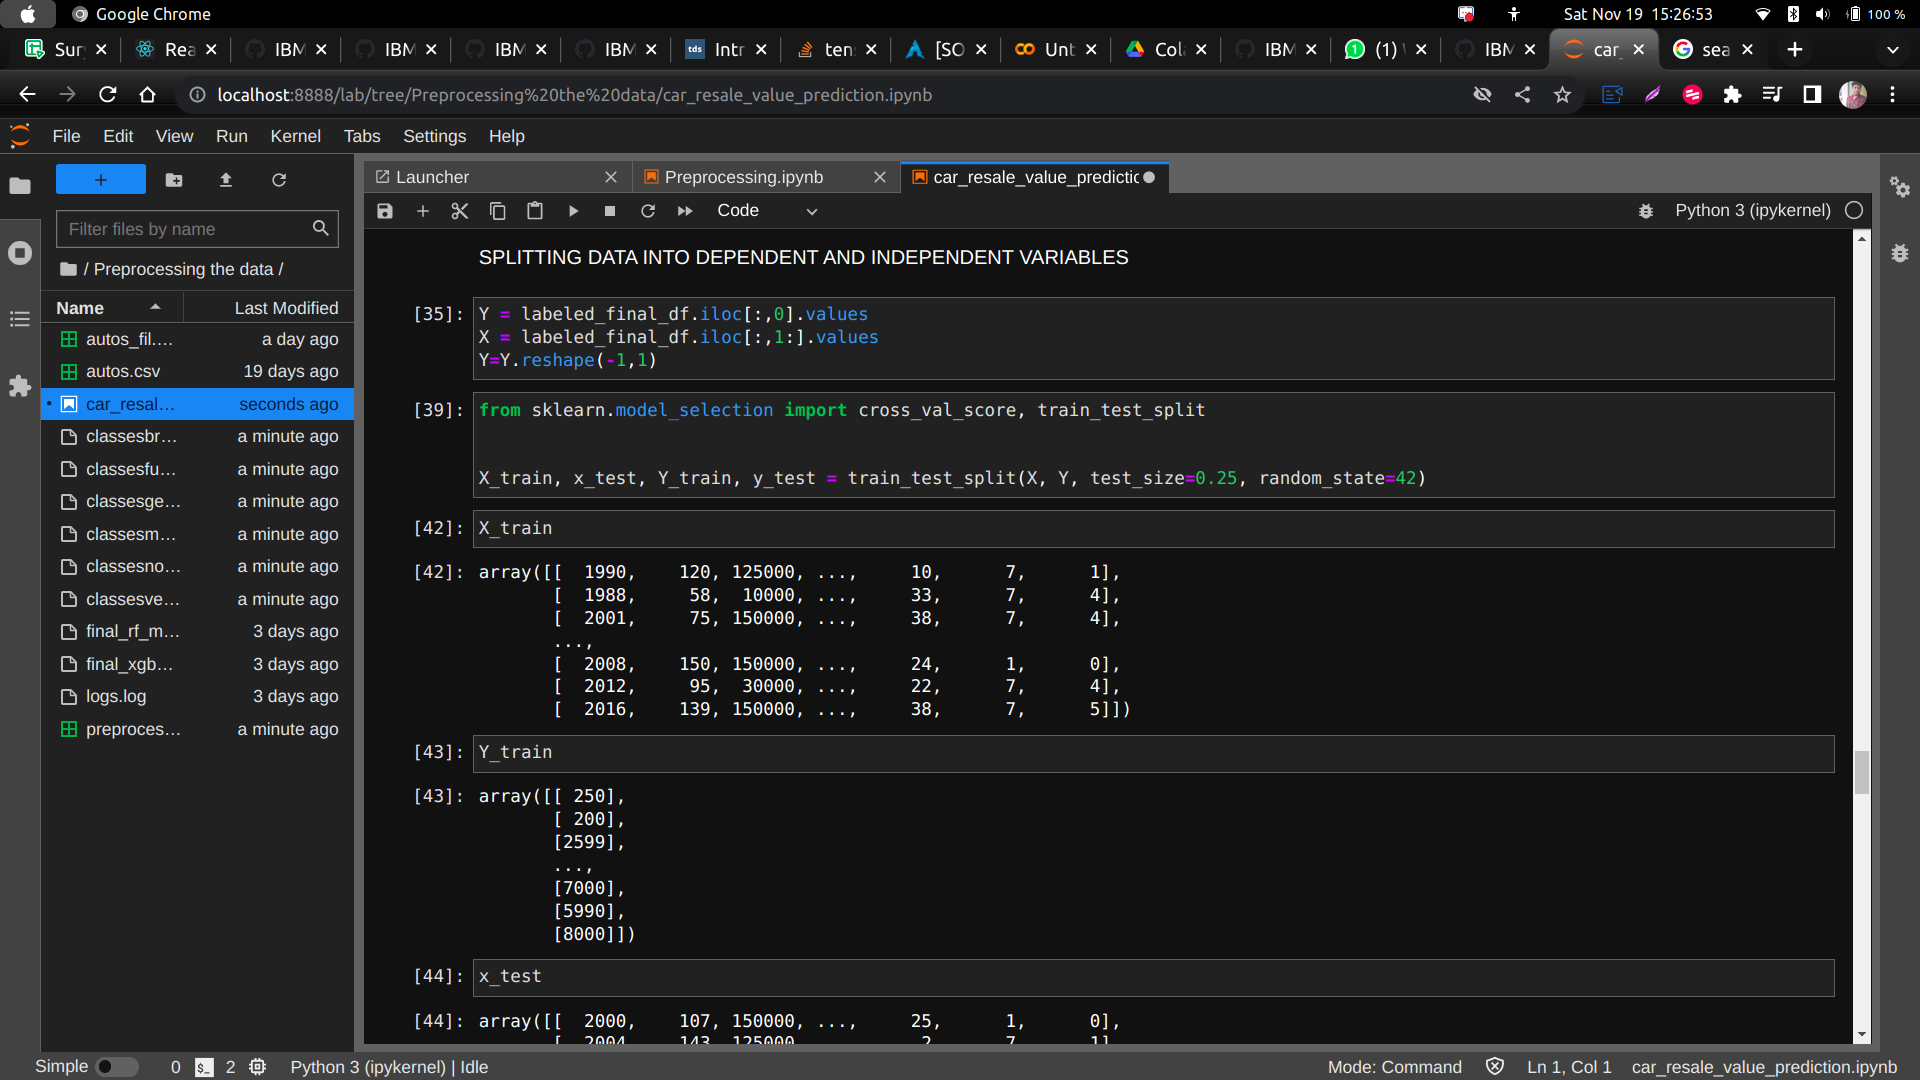 Google Chrome
Sat Nov 19 15:26:53
100 %
Sur
Rea
IBM
IBM
IBM
IBM
tds
Intr
ten
[SO
Unt
Col
IBM
(1)
IBM
car_
sea
localhost:8888/lab/tree/Preprocessing%20the%20data/car_resale_value_prediction.ipynb
File Edit View Run Kernel Tabs Settings Help
Launcher
Preprocessing.ipynb
car_resale_value_predictic
Filter files by name
Code
Python 3 (ipykernel)
/ Preprocessing the data /
Name Last Modified
autos_fil.... a day ago
autos.csv 19 days ago
car_resal... seconds ago
classesbr... a minute ago
classesfu... a minute ago
classesge... a minute ago
classesm... a minute ago
classesno... a minute ago
classesve... a minute ago
final_rf_m... 3 days ago
final_xgb... 3 days ago
logs.log 3 days ago
preproces... a minute ago
SPLITTING DATA INTO DEPENDENT AND INDEPENDENT VARIABLES
[35]: Y = labeled_final_df.iloc[:,0].values
X = labeled_final_df.iloc[:,1:].values
Y=Y.reshape(-1,1)
[39]: from sklearn.model_selection import cross_val_score, train_test_split
X_train, x_test, Y_train, y_test = train_test_split(X, Y, test_size=0.25, random_state=42)
[42]: X_train
[42]: array([[ 1990, 120, 125000, ..., 10, 7, 1],
[ 1988, 58, 10000, ..., 33, 7, 4],
[ 2001, 75, 150000, ..., 38, 7, 4],
...,
[ 2008, 150, 150000, ..., 24, 1, 0],
[ 2012, 95, 30000, ..., 22, 7, 4],
[ 2016, 139, 150000, ..., 38, 7, 5]])
[43]: Y_train
[43]: array([[ 250],
[ 200],
[2599],
...,
[7000],
[5990],
[8000]])
[44]: x_test
[44]: array([[ 2000, 107, 150000, ..., 25, 1, 0],
[ 2004, 143, 125000, ..., 2, 7, 1],
Simple 0 $_ 2 Python 3 (ipykernel) | Idle
Mode: Command Ln 1, Col 1 car_resale_value_prediction.ipynb